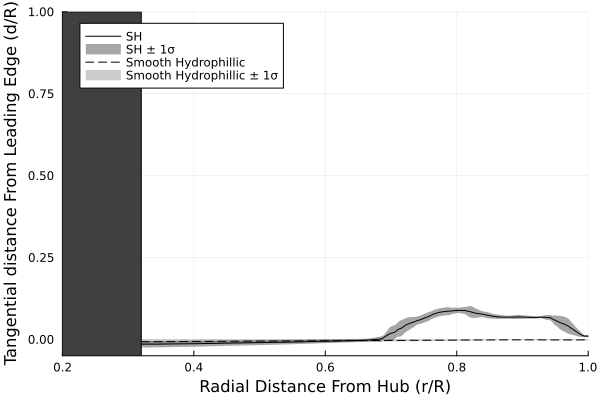 Tangential distance From Leading Edge (d/R)
1.00
0.75
0.50
0.25
0.00
SH
SH ± 1σ
Smooth Hydrophillic
Smooth Hydrophillic ± 1σ
0.2 0.4 0.6 0.8 1.0
Radial Distance From Hub (r/R)